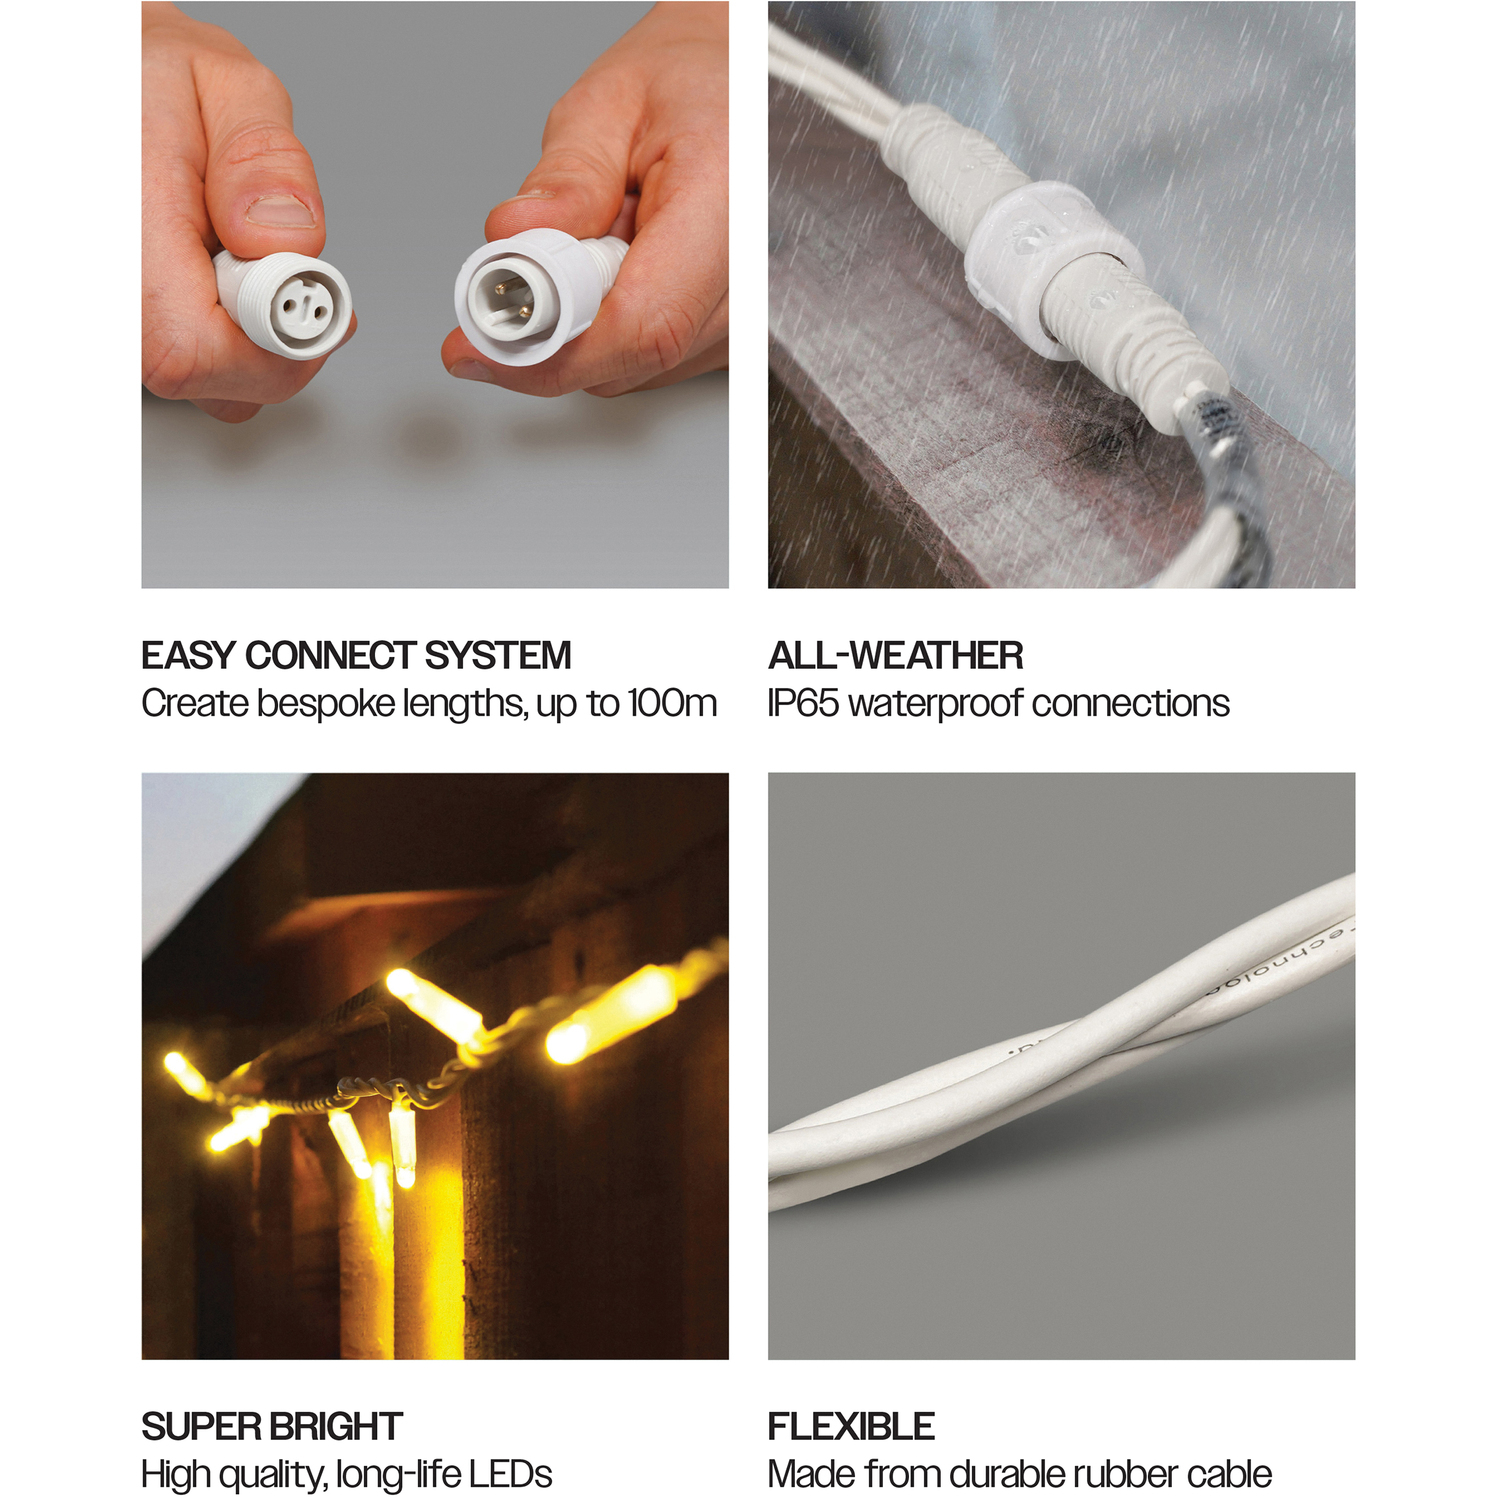 EASY CONNECT SYSTEM
Create bespoke lengths, up to 100m
ALL-WEATHER
IP65 waterproof connections
SUPER BRIGHT
High quality, long-life LEDs
FLEXIBLE
Made from durable rubber cable